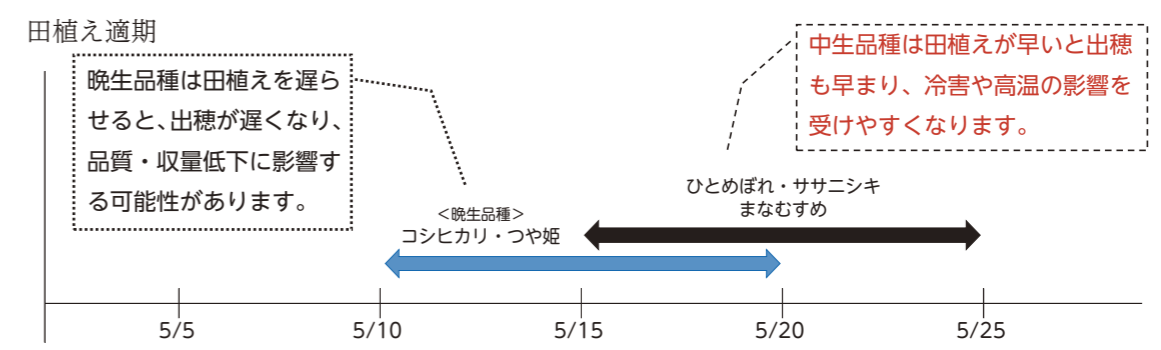 田植え適期
晩生品種は田植えを遅ら
せると、出穂が遅くなり、
品質・収量低下に影響す
る可能性があります。
中生品種は田植えが早いと出穂
も早まり、冷害や高温の影響を
受けやすくなります。
ひとめぼれ・ササニシキ
まなむすめ
<晩生品種>
コシヒカリ・つや姫
5/5
5/10
5/15
5/20
5/25